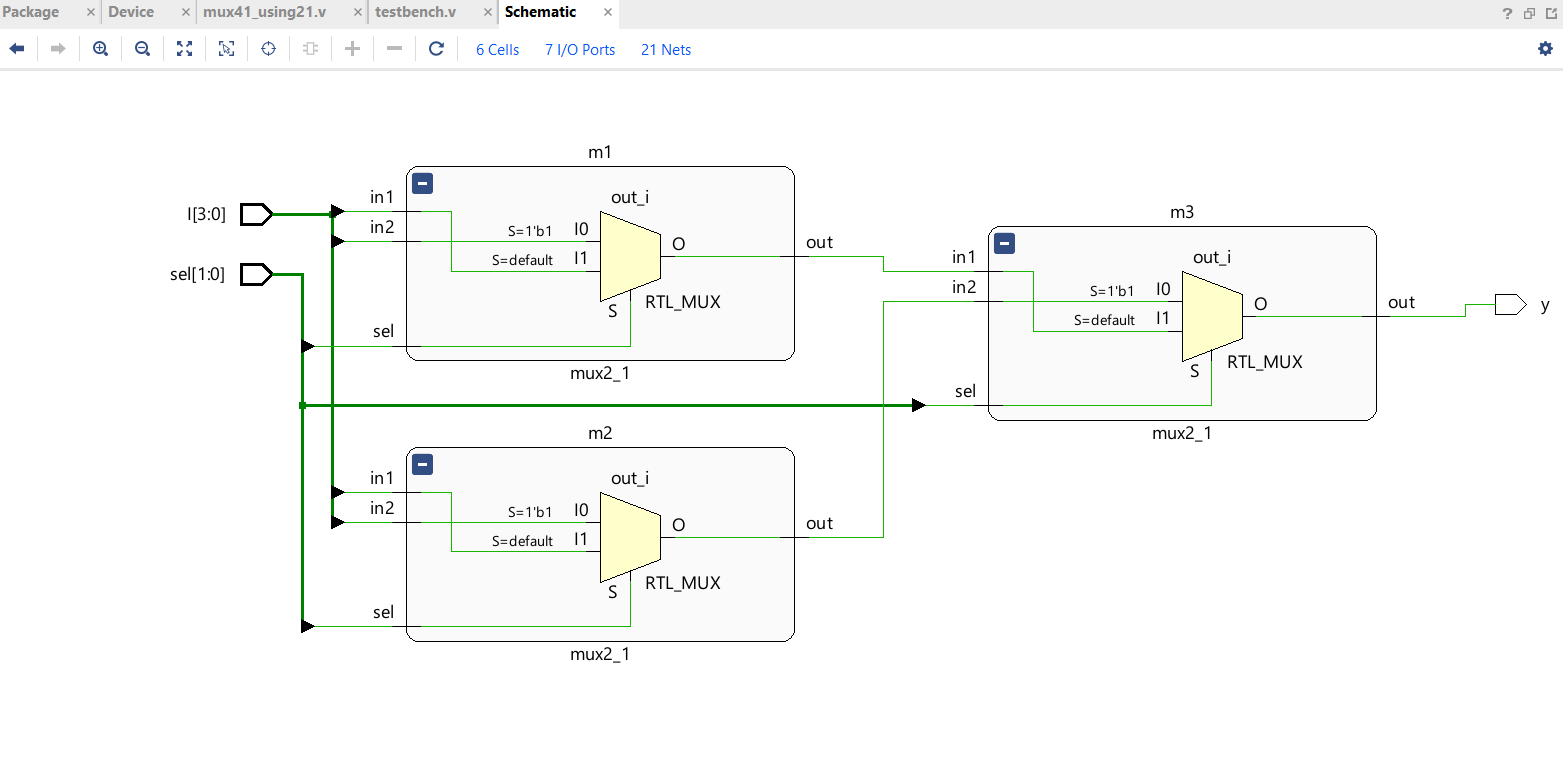 Package Device mux41_using21.v testbench.v Schematic
6 Cells 7 I/O Ports 21 Nets
m1
I[3:0]
sel[1:0]
in1
in2
sel
out_i
S=1'b1 I0
S=default I1
O
S
RTL_MUX
out
mux2_1
m2
in1
in2
sel
out_i
S=1'b1 I0
S=default I1
O
S
RTL_MUX
out
mux2_1
m3
in1
in2
sel
out_i
S=1'b1 I0
S=default I1
O
S
RTL_MUX
out
mux2_1
y